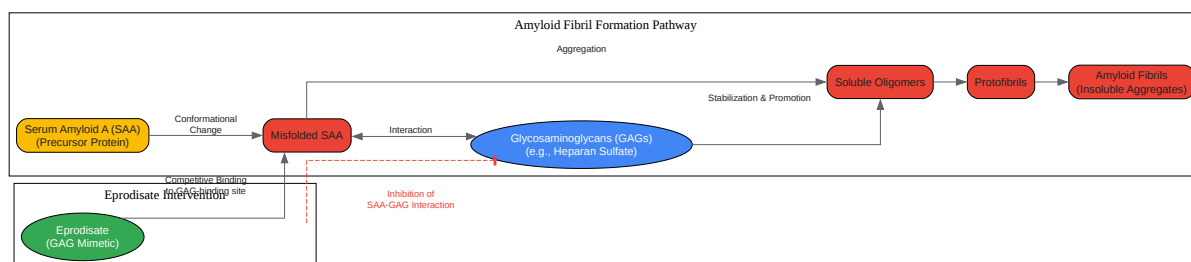 Amyloid Fibril Formation Pathway
Aggregation
Soluble Oligomers
Protofibrils
Amyloid Fibrils
(Insoluble Aggregates)
Stabilization & Promotion
Serum Amyloid A (SAA)
(Precursor Protein)
Conformational
Change
Misfolded SAA
Interaction
Glycosaminoglycans (GAGs)
(e.g., Heparan Sulfate)
Competitive Binding
to GAG-binding site
Eprodisate Intervention
Inhibition of
SAA-GAG Interaction
Eprodisate
(GAG Mimetic)